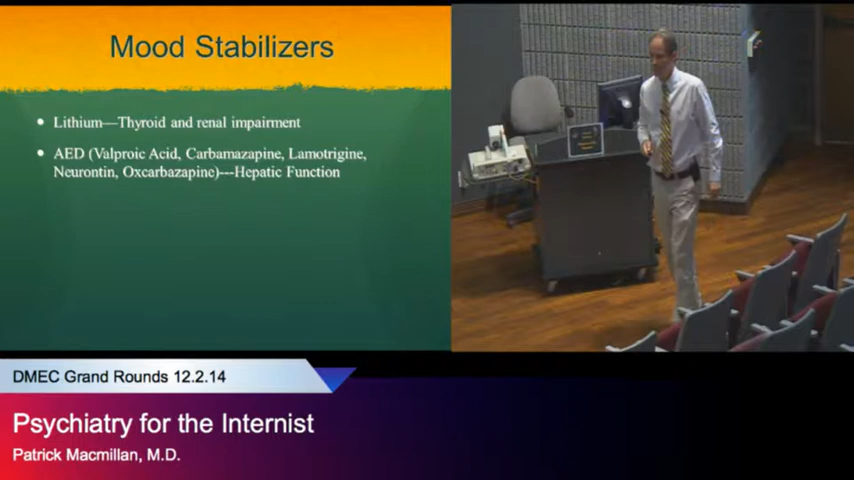 Mood Stabilizers
• Lithium—Thyroid and renal impairment
• AED (Valproic Acid, Carbamazapine, Lamotrigine,
Neurontin, Oxcarbazapine)---Hepatic Function
DMEC Grand Rounds 12.2.14
Psychiatry for the Internist
Patrick Macmillan, M.D.